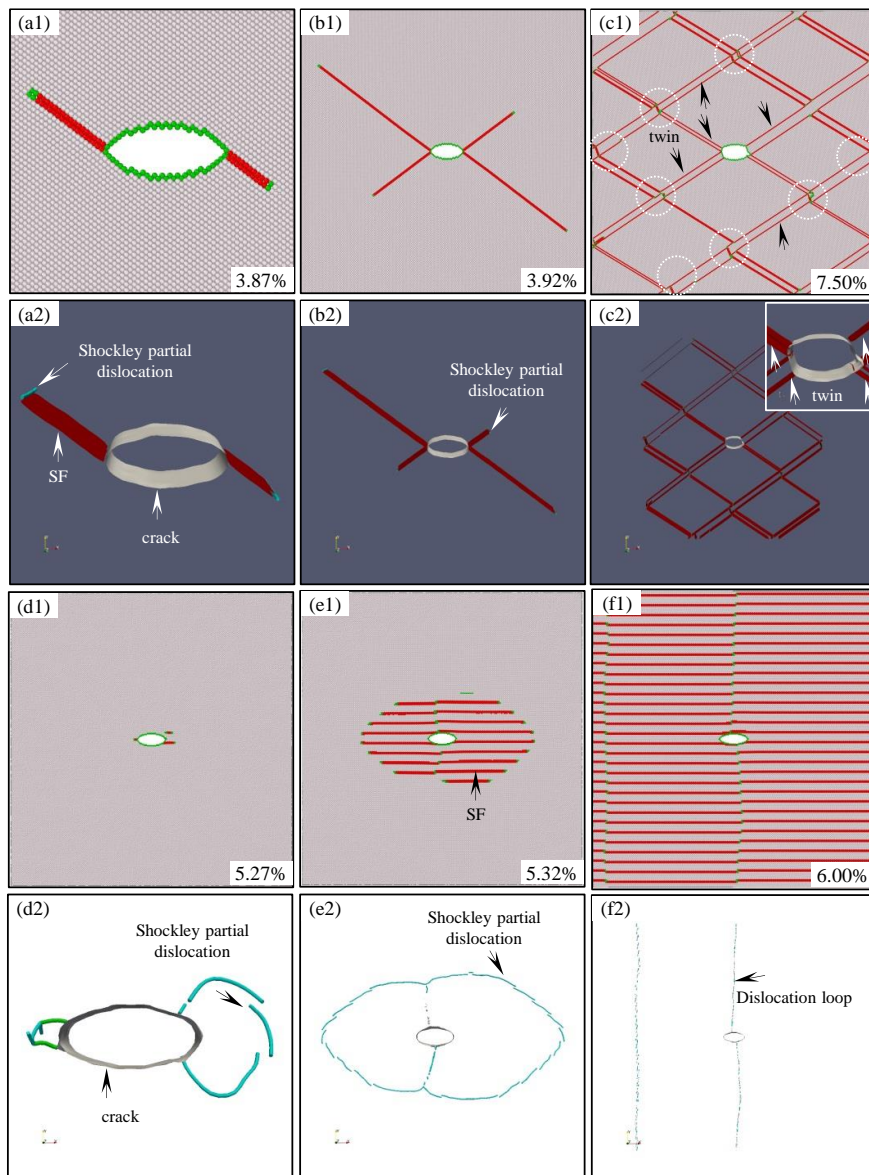 (a1)
3.87%
(b1)
3.92%
(c1)
twin
7.50%
(a2)
Shockley partial
dislocation
SF
crack
(b2)
Shockley partial
dislocation
(c2)
twin
(d1)
5.27%
(e1)
SF
5.32%
(f1)
6.00%
(d2)
Shockley partial
dislocation
crack
(e2)
Shockley partial
dislocation
(f2)
Dislocation loop